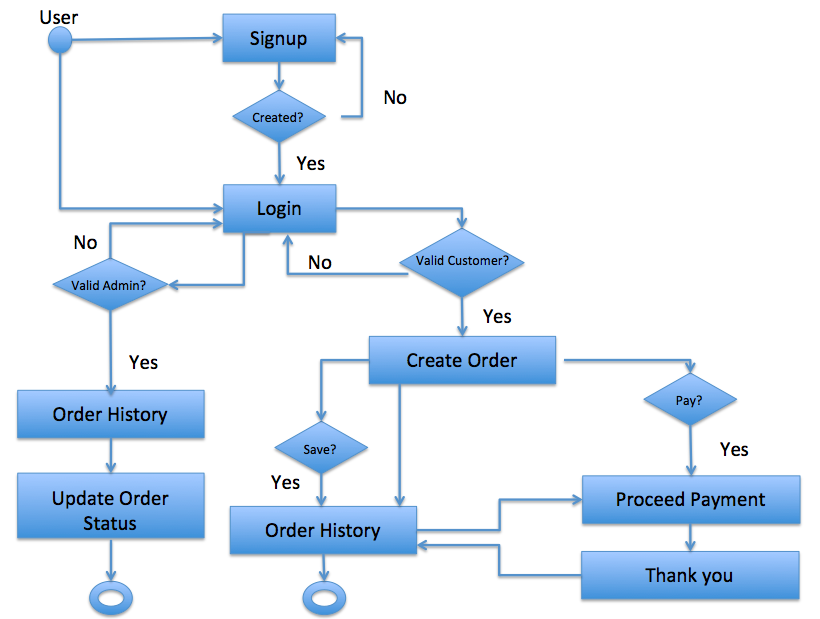 User
Signup
No
Created?
Yes
Login
No
Valid Customer?
No
Valid Admin?
Yes
Create Order
Yes
Pay?
Order History
Save?
Yes
Yes
Update Order
Status
Proceed Payment
Order History
Thank you